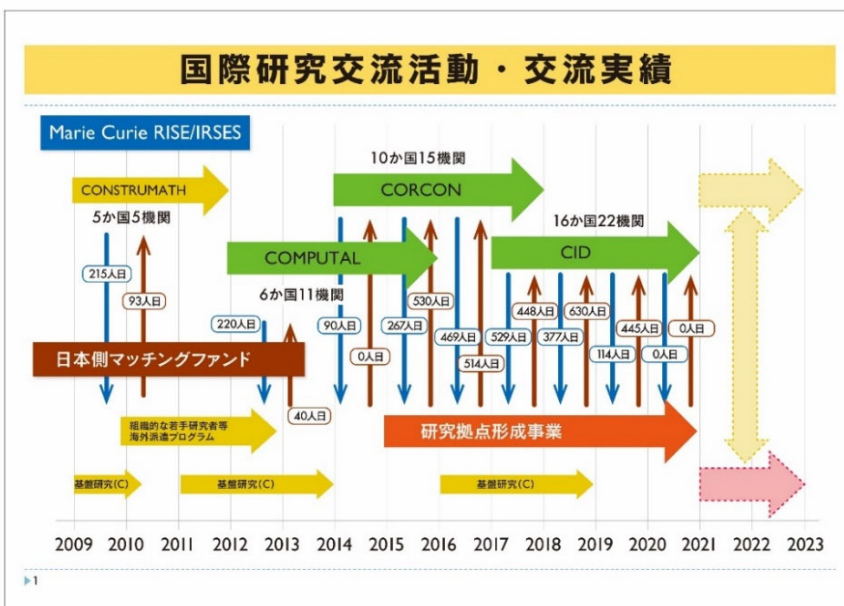 国際研究交流活動・交流実績
Marie Curie RISE/IRSES
10か国15機関
CONSTRUMATH
CORCON
5か国5機関
16か国22機関
COMPUTAL
CID
6か国11機関
215人日
93人日
220人日
40人日
90人日
0人日
267人日
530人日
469人日
514人日
529人日
448人日
377人日
630人日
114人日
445人日
0人日
0人日
日本側マッチングファンド
組織的な若手研究者等
海外派遣プログラム
研究拠点形成事業
基盤研究(C)
基盤研究(C)
基盤研究(C)
2009 2010 2011 2012 2013 2014 2015 2016 2017 2018 2019 2020 2021 2022 2023
1